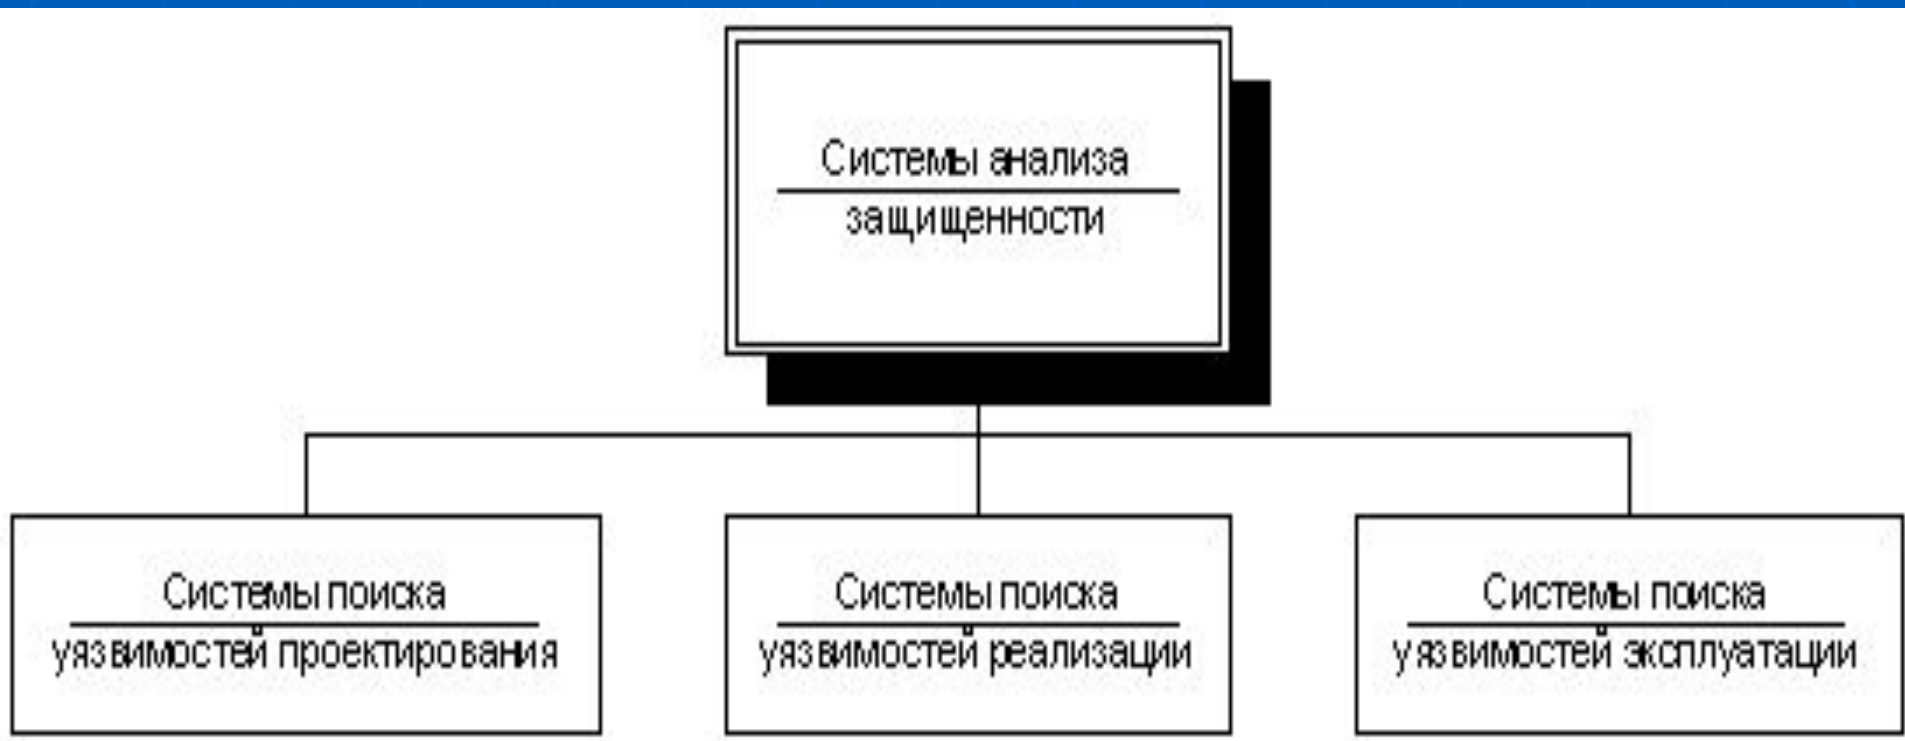 Системы анализа
защищенности
Системы поиска
уязвимостей проектирования
Системы поиска
уязвимостей реализации
Системы поиска
уязвимостей эксплуатации